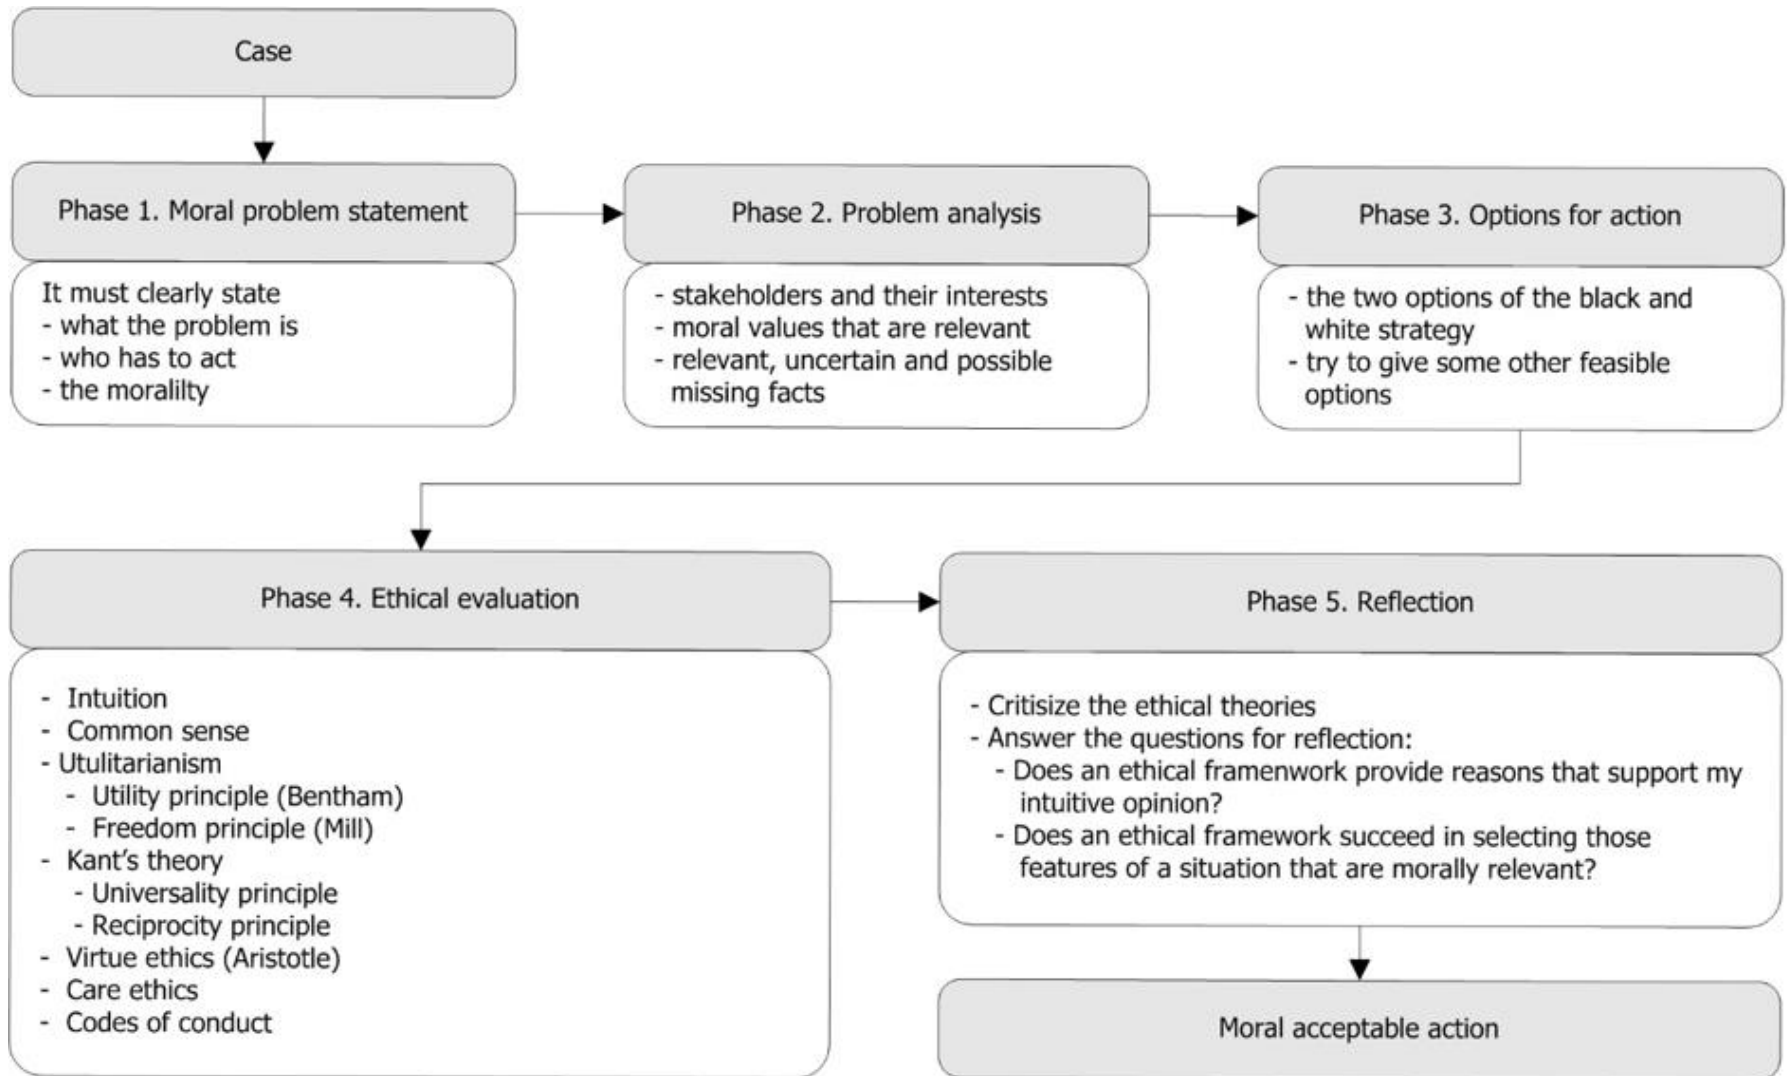 Case
Phase 1. Moral problem statement
It must clearly state
- what the problem is
- who has to act
- the moralilty
Phase 2. Problem analysis
- stakeholders and their interests
- moral values that are relevant
- relevant, uncertain and possible
missing facts
Phase 3. Options for action
- the two options of the black and
white strategy
- try to give some other feasible
options
Phase 4. Ethical evaluation
- Intuition
- Common sense
- Utulitarianism
- Utility principle (Bentham)
- Freedom principle (Mill)
- Kant's theory
- Universality principle
- Reciprocity principle
- Virtue ethics (Aristotle)
- Care ethics
- Codes of conduct
Phase 5. Reflection
- Critisize the ethical theories
- Answer the questions for reflection:
- Does an ethical framenwork provide reasons that support my
intuitive opinion?
- Does an ethical framework succeed in selecting those
features of a situation that are morally relevant?
Moral acceptable action